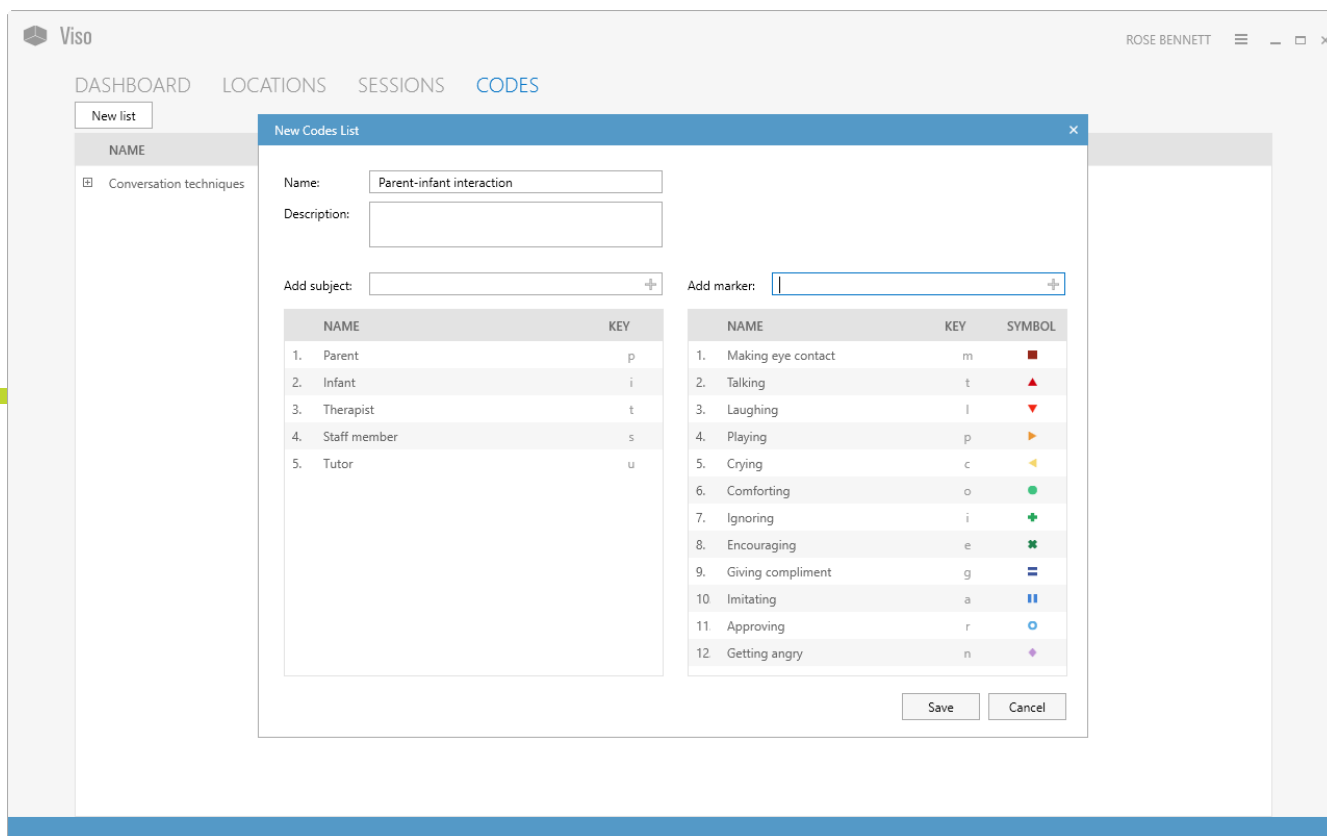 Viso
ROSE BENNETT
DASHBOARD LOCATIONS SESSIONS CODES
New list
NAME
Conversation techniques
New Codes List
Name: Parent-infant interaction
Description:
Add subject:
NAME KEY
1. Parent p
2. Infant i
3. Therapist t
4. Staff member s
5. Tutor u
Add marker:
NAME KEY SYMBOL
1. Making eye contact m
2. Talking t
3. Laughing l
4. Playing p
5. Crying c
6. Comforting o
7. Ignoring i
8. Encouraging e
9. Giving compliment g
10. Imitating a
11. Approving r
12. Getting angry n
Save Cancel